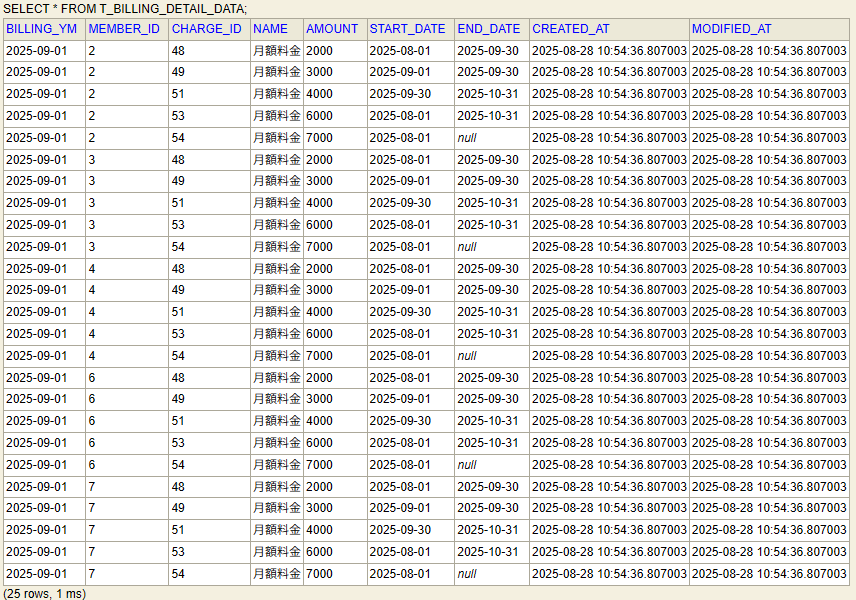 SELECT * FROM T_BILLING_DETAIL_DATA;
BILLING_YM MEMBER_ID CHARGE_ID NAME AMOUNT START_DATE END_DATE CREATED_AT MODIFIED_AT
2025-09-01 2 48 月額料金 2000 2025-08-01 2025-09-30 2025-08-28 10:54:36.807003 2025-08-28 10:54:36.807003
2025-09-01 2 49 月額料金 3000 2025-09-01 2025-09-30 2025-08-28 10:54:36.807003 2025-08-28 10:54:36.807003
2025-09-01 2 51 月額料金 4000 2025-09-30 2025-10-31 2025-08-28 10:54:36.807003 2025-08-28 10:54:36.807003
2025-09-01 2 53 月額料金 6000 2025-08-01 2025-10-31 2025-08-28 10:54:36.807003 2025-08-28 10:54:36.807003
2025-09-01 2 54 月額料金 7000 2025-08-01 null 2025-08-28 10:54:36.807003 2025-08-28 10:54:36.807003
2025-09-01 3 48 月額料金 2000 2025-08-01 2025-09-30 2025-08-28 10:54:36.807003 2025-08-28 10:54:36.807003
2025-09-01 3 49 月額料金 3000 2025-09-01 2025-09-30 2025-08-28 10:54:36.807003 2025-08-28 10:54:36.807003
2025-09-01 3 51 月額料金 4000 2025-09-30 2025-10-31 2025-08-28 10:54:36.807003 2025-08-28 10:54:36.807003
2025-09-01 3 53 月額料金 6000 2025-08-01 2025-10-31 2025-08-28 10:54:36.807003 2025-08-28 10:54:36.807003
2025-09-01 3 54 月額料金 7000 2025-08-01 null 2025-08-28 10:54:36.807003 2025-08-28 10:54:36.807003
2025-09-01 4 48 月額料金 2000 2025-08-01 2025-09-30 2025-08-28 10:54:36.807003 2025-08-28 10:54:36.807003
2025-09-01 4 49 月額料金 3000 2025-09-01 2025-09-30 2025-08-28 10:54:36.807003 2025-08-28 10:54:36.807003
2025-09-01 4 51 月額料金 4000 2025-09-30 2025-10-31 2025-08-28 10:54:36.807003 2025-08-28 10:54:36.807003
2025-09-01 4 53 月額料金 6000 2025-08-01 2025-10-31 2025-08-28 10:54:36.807003 2025-08-28 10:54:36.807003
2025-09-01 4 54 月額料金 7000 2025-08-01 null 2025-08-28 10:54:36.807003 2025-08-28 10:54:36.807003
2025-09-01 6 48 月額料金 2000 2025-08-01 2025-09-30 2025-08-28 10:54:36.807003 2025-08-28 10:54:36.807003
2025-09-01 6 49 月額料金 3000 2025-09-01 2025-09-30 2025-08-28 10:54:36.807003 2025-08-28 10:54:36.807003
2025-09-01 6 51 月額料金 4000 2025-09-30 2025-10-31 2025-08-28 10:54:36.807003 2025-08-28 10:54:36.807003
2025-09-01 6 53 月額料金 6000 2025-08-01 2025-10-31 2025-08-28 10:54:36.807003 2025-08-28 10:54:36.807003
2025-09-01 6 54 月額料金 7000 2025-08-01 null 2025-08-28 10:54:36.807003 2025-08-28 10:54:36.807003
2025-09-01 7 48 月額料金 2000 2025-08-01 2025-09-30 2025-08-28 10:54:36.807003 2025-08-28 10:54:36.807003
2025-09-01 7 49 月額料金 3000 2025-09-01 2025-09-30 2025-08-28 10:54:36.807003 2025-08-28 10:54:36.807003
2025-09-01 7 51 月額料金 4000 2025-09-30 2025-10-31 2025-08-28 10:54:36.807003 2025-08-28 10:54:36.807003
2025-09-01 7 53 月額料金 6000 2025-08-01 2025-10-31 2025-08-28 10:54:36.807003 2025-08-28 10:54:36.807003
2025-09-01 7 54 月額料金 7000 2025-08-01 null 2025-08-28 10:54:36.807003 2025-08-28 10:54:36.807003
(25 rows, 1 ms)